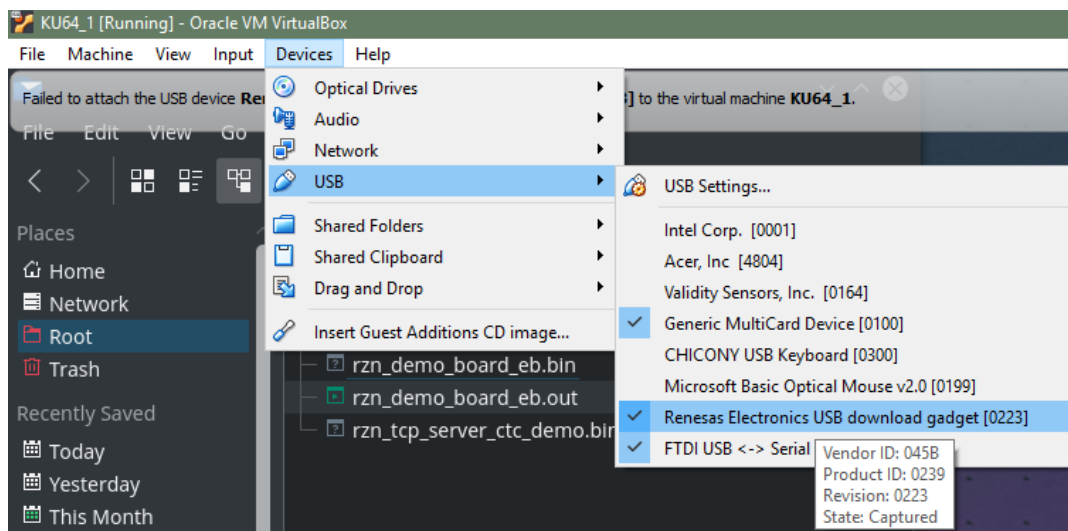 KU64_1 [Running] - Oracle VM VirtualBox
File Machine View Input Devices Help
Failed to attach the USB device Re
] to the virtual machine KU64_1.
File Edit View Go
Optical Drives
Audio
Network
USB
Shared Folders
Shared Clipboard
Drag and Drop
Insert Guest Additions CD image...
USB Settings...
Intel Corp. [0001]
Acer, Inc [4804]
Validity Sensors, Inc. [0164]
Generic MultiCard Device [0100]
CHICONY USB Keyboard [0300]
Microsoft Basic Optical Mouse v2.0 [0199]
Renesas Electronics USB download gadget [0223]
FTDI USB <-> Serial
Vendor ID: 045B
Product ID: 0239
Revision: 0223
State: Captured
Places
Home
Network
Root
Trash
Recently Saved
Today
Yesterday
This Month
rzn_demo_board_eb.bin
rzn_demo_board_eb.out
rzn_tcp_server_ctc_demo.bin